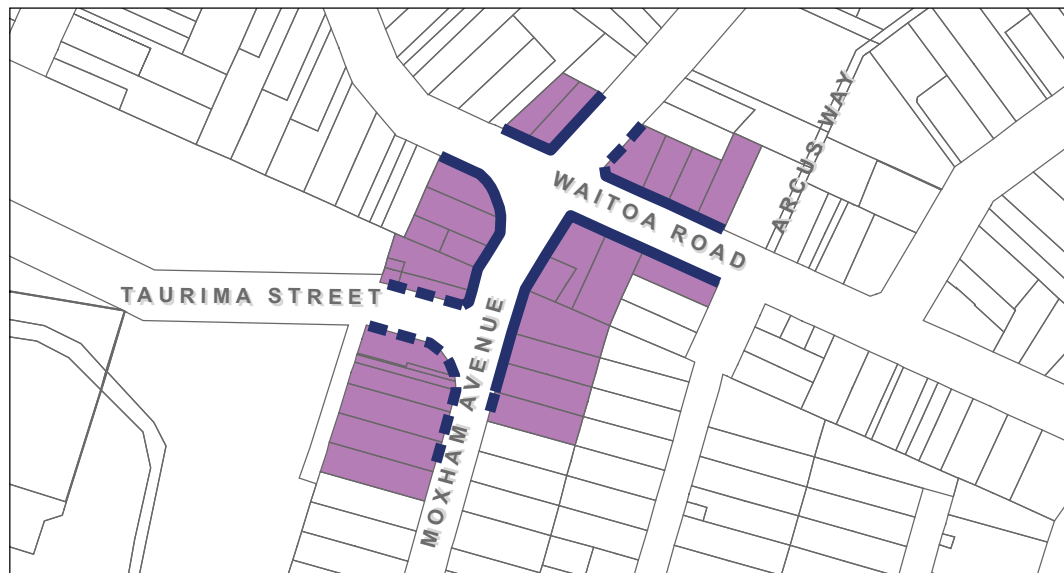 ARCUS WAY
WAITOA ROAD
TAURIMA STREET
MOXHAM AVENUE